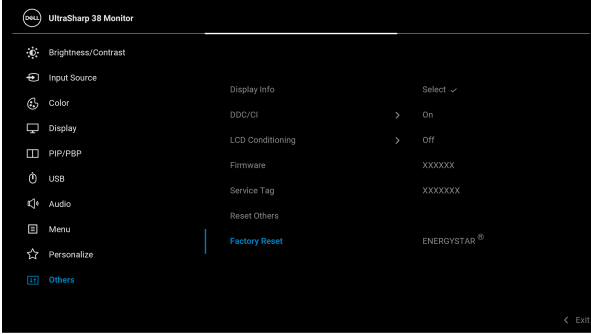 DELL
UltraSharp 38 Monitor
Brightness/Contrast
Input Source
Color
Display
PIP/PBP
USB
Audio
Menu
Personalize
Others
Display Info Select
DDC/CI On
LCD Conditioning Off
Firmware XXXXXX
Service Tag XXXXXXX
Reset Others
Factory Reset ENERGYSTAR ®
Exit